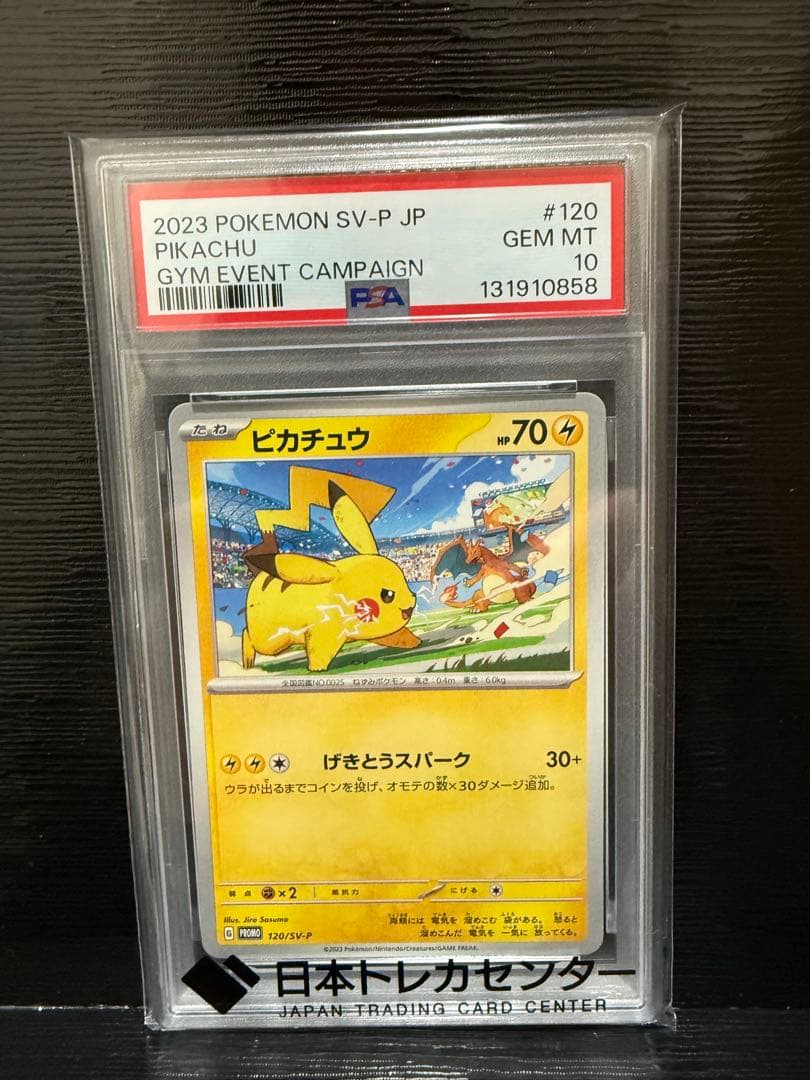 2023 POKEMON SV-P JP #120
PIKACHU GEM MT
GYM EVENT CAMPAIGN 10
PSA 131910858
たね ピカチュウ HP70
全国図鑑NO.0025 ねずみポケモン 高さ:0.4m 重さ:6.0kg
げきとうスパーク 30+
ウラが出るまでコインを投げ、オモテの数×30ダメージ追加。
弱点 ×2 抵抗力 にげる
Illus. Jiro Sasumo
両頬には 電気を 溜めこむ 袋がある。 怒ると
溜めこんだ 電気を 一気に 放ってくる。
G PROMO 120/SV-P
©2023 Pokémon/Nintendo/Creatures/GAME FREAK.
日本トレカセンター
JAPAN TRADING CARD CENTER